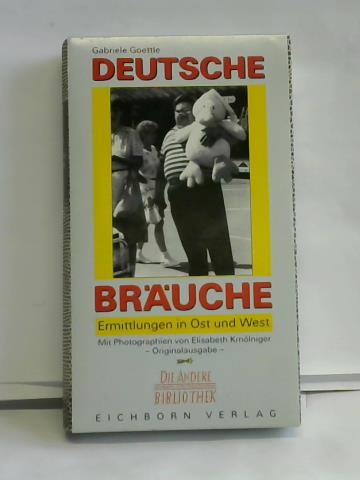 Gabriele Goettle
DEUTSCHE
BRÄUCHE
Ermittlungen in Ost und West
Mit Photographien von Elisabeth Kmölniger
– Originalausgabe –
DIE ANDERE
BIBLIOTHEK
EICHBORN VERLAG